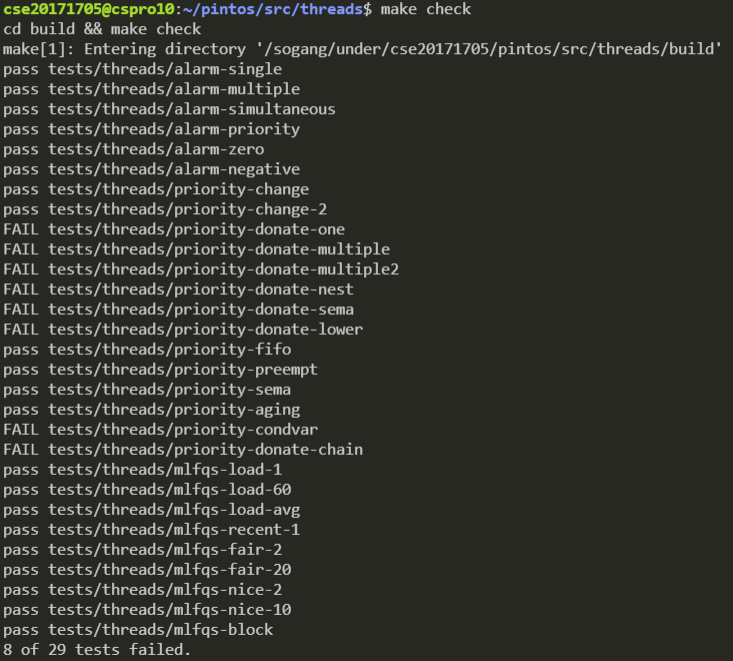 cse20171705@cspro10:~/pintos/src/threads$ make check
cd build && make check
make[1]: Entering directory '/sogang/under/cse20171705/pintos/src/threads/build'
pass tests/threads/alarm-single
pass tests/threads/alarm-multiple
pass tests/threads/alarm-simultaneous
pass tests/threads/alarm-priority
pass tests/threads/alarm-zero
pass tests/threads/alarm-negative
pass tests/threads/priority-change
pass tests/threads/priority-change-2
FAIL tests/threads/priority-donate-one
FAIL tests/threads/priority-donate-multiple
FAIL tests/threads/priority-donate-multiple2
FAIL tests/threads/priority-donate-nest
FAIL tests/threads/priority-donate-sema
FAIL tests/threads/priority-donate-lower
pass tests/threads/priority-fifo
pass tests/threads/priority-preempt
pass tests/threads/priority-sema
pass tests/threads/priority-aging
FAIL tests/threads/priority-condvar
FAIL tests/threads/priority-donate-chain
pass tests/threads/mlfqs-load-1
pass tests/threads/mlfqs-load-60
pass tests/threads/mlfqs-load-avg
pass tests/threads/mlfqs-recent-1
pass tests/threads/mlfqs-fair-2
pass tests/threads/mlfqs-fair-20
pass tests/threads/mlfqs-nice-2
pass tests/threads/mlfqs-nice-10
pass tests/threads/mlfqs-block
8 of 29 tests failed.